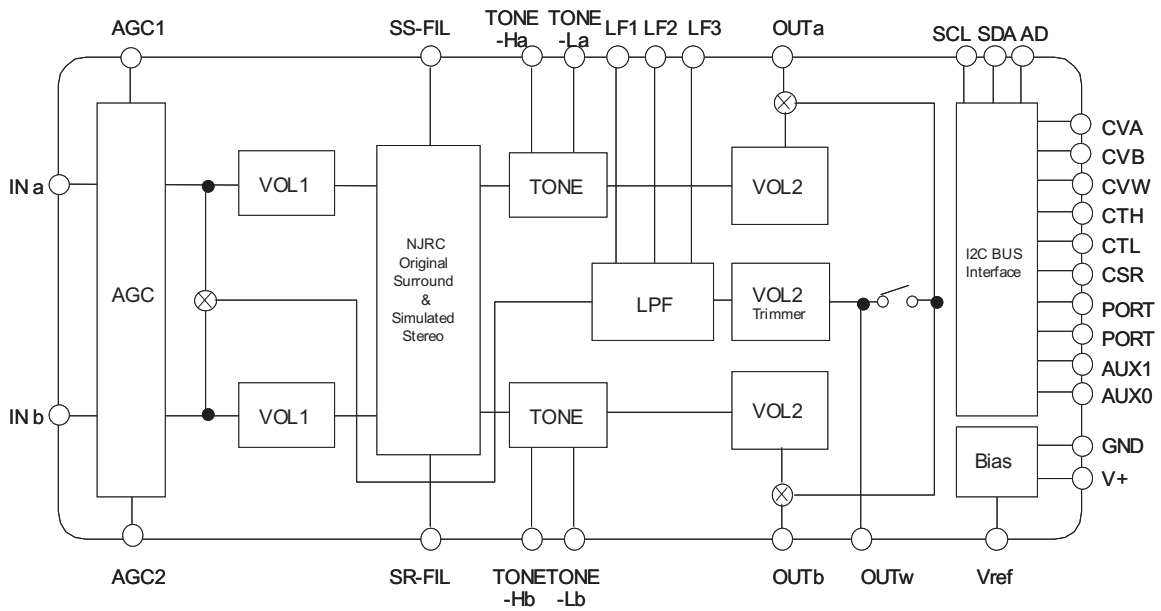 AGC1
SS-FIL
TONE
-Ha
TONE
-La
LF1
LF2
LF3
OUTa
SCL
SDA
AD
INa
INb
AGC
VOL1
VOL1
NJRC
Original
Surround
&
Simulated
Stereo
TONE
TONE
LPF
VOL2
VOL2
Trimmer
VOL2
I2C BUS
Interface
Bias
CVA
CVB
CVW
CTH
CTL
CSR
PORT
PORT
AUX1
AUX0
GND
V+
AGC2
SR-FIL
TONE
-Hb
TONE
-Lb
OUTb
OUTw
Vref